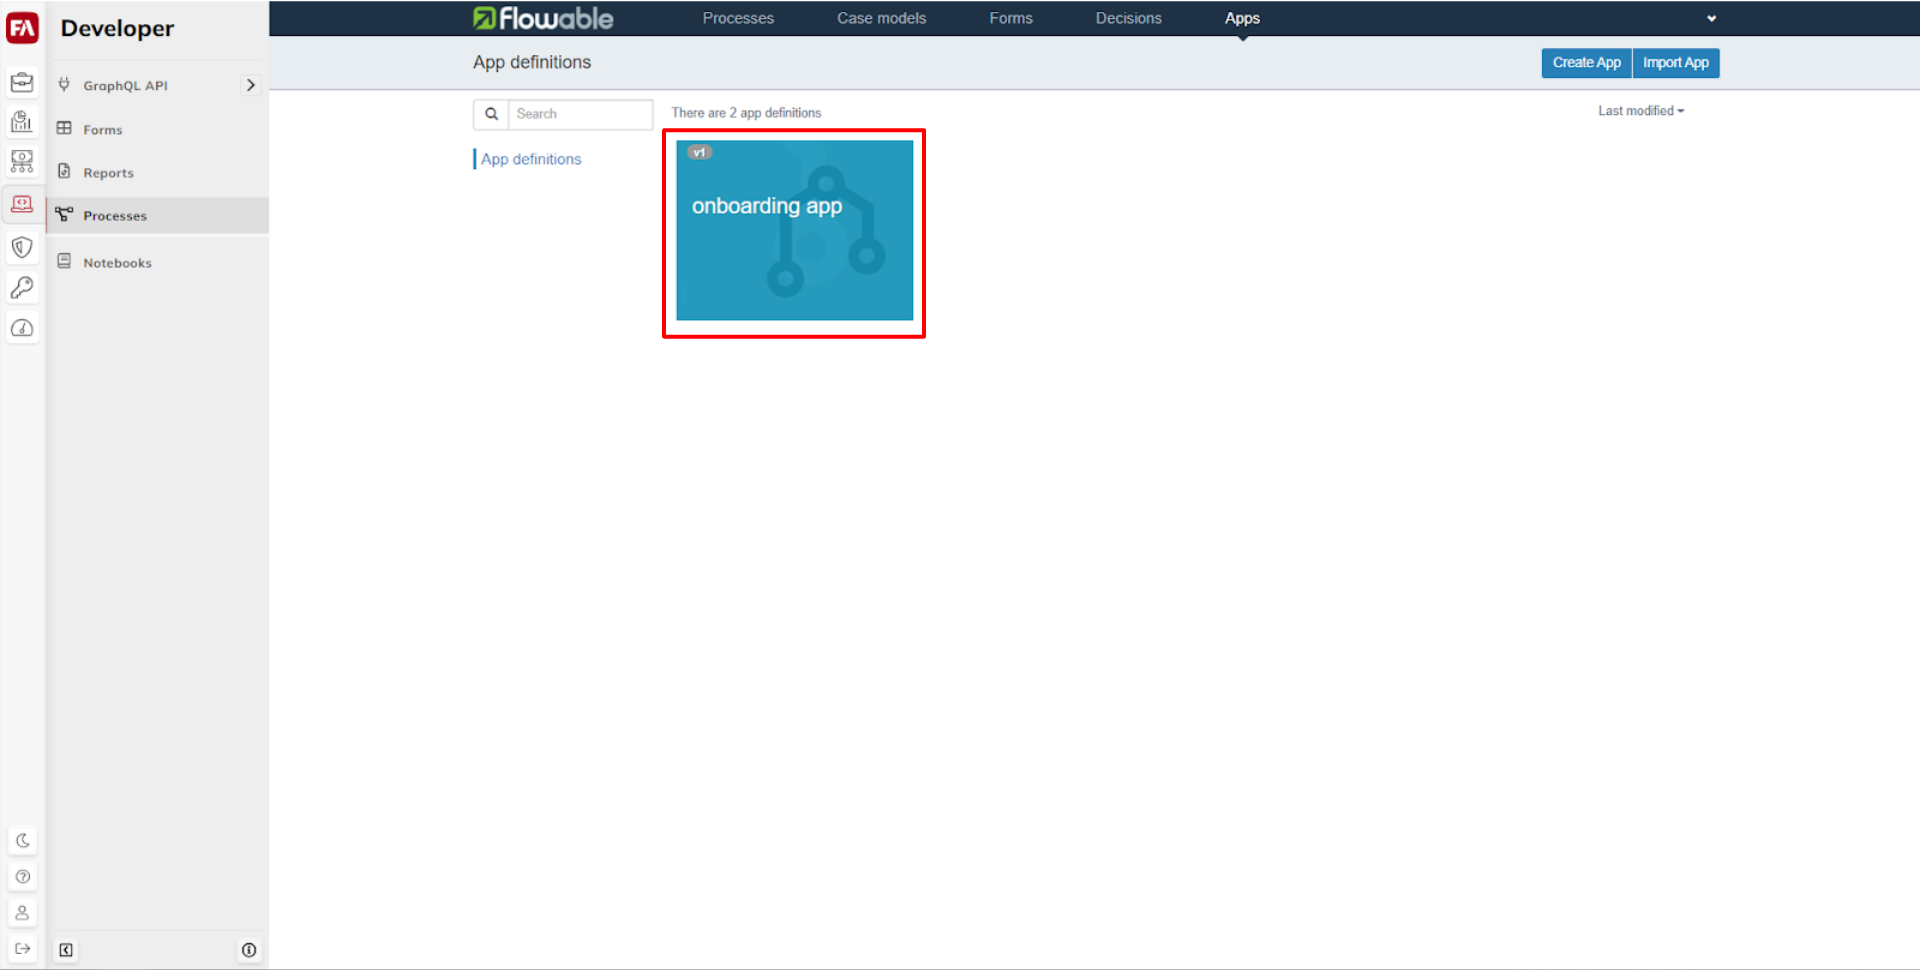 FA
Developer
GraphQL API
Forms
Reports
Processes
Notebooks
flowable
Processes
Case models
Forms
Decisions
Apps
App definitions
Create App
Import App
Search
There are 2 app definitions
Last modified
App definitions
v1
onboarding app